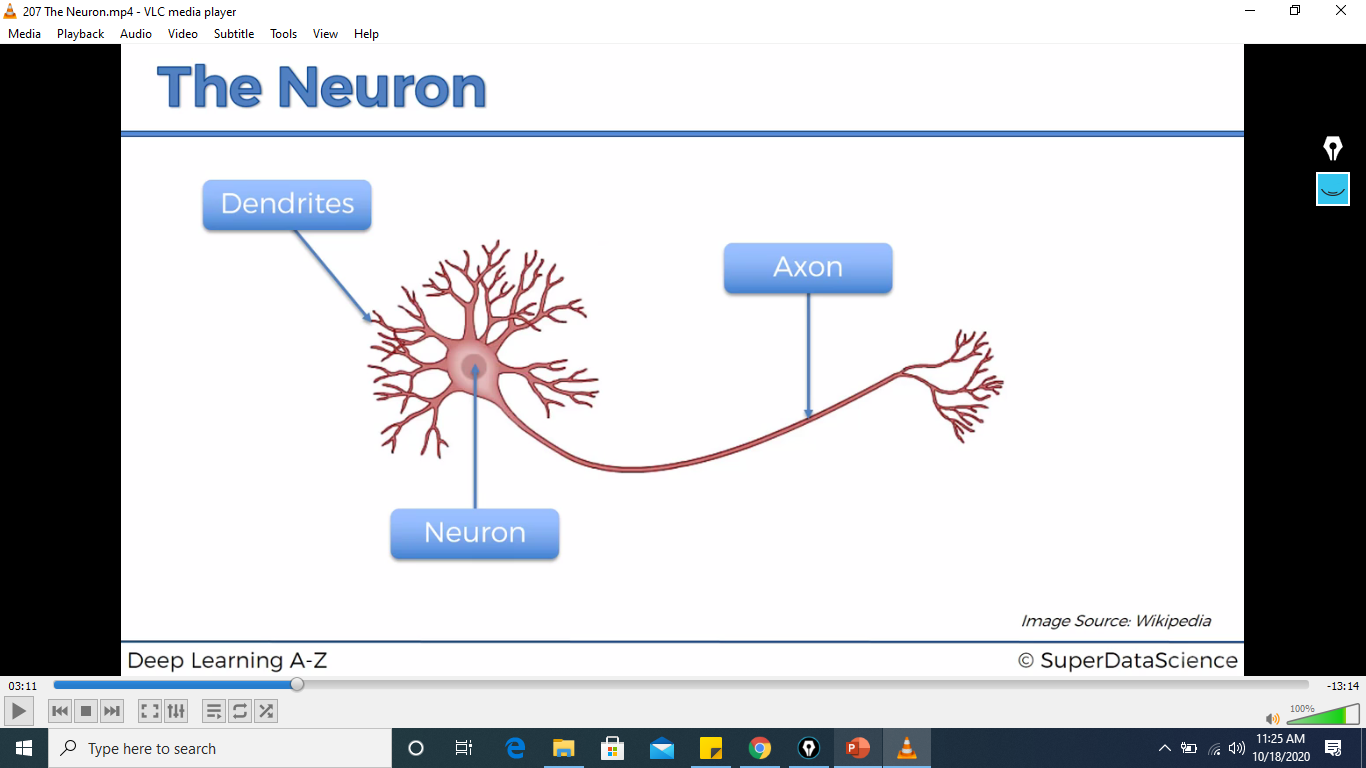 207 The Neuron.mp4 - VLC media player
Media Playback Audio Video Subtitle Tools View Help
The Neuron
Dendrites
Axon
Neuron
Image Source: Wikipedia
Deep Learning A-Z
© SuperDataScience
03:11
-13:14
100%
Type here to search
11:25 AM
10/18/2020